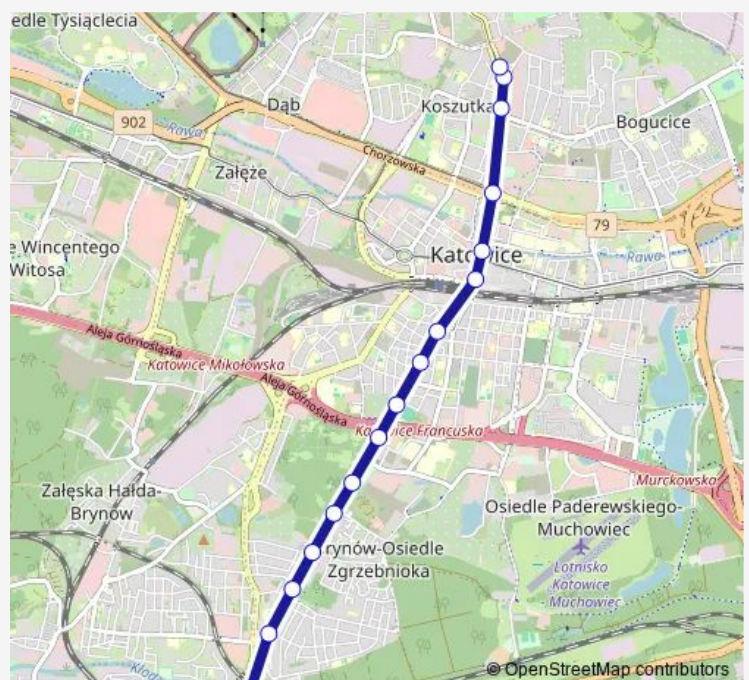 edle Tysiąclecia
Dąb
Koszutka
902
Rawa
Bogucice
Chorzowska
Załęże
79
e Wincentego
Witosa
Katowice
Rawa
Aleja Górnośląska
Katowice Mikołowska
Aleja Górnośląska
Katowice Francuska
Murckowska
Załęska Hałda-
Brynów
Osiedle Paderewskiego-
Muchowiec
rynów-Osiedle
Zgrzebnioka
Lotnisko
Katowice
Muchowiec
Kłod
© OpenStreetMap contributors